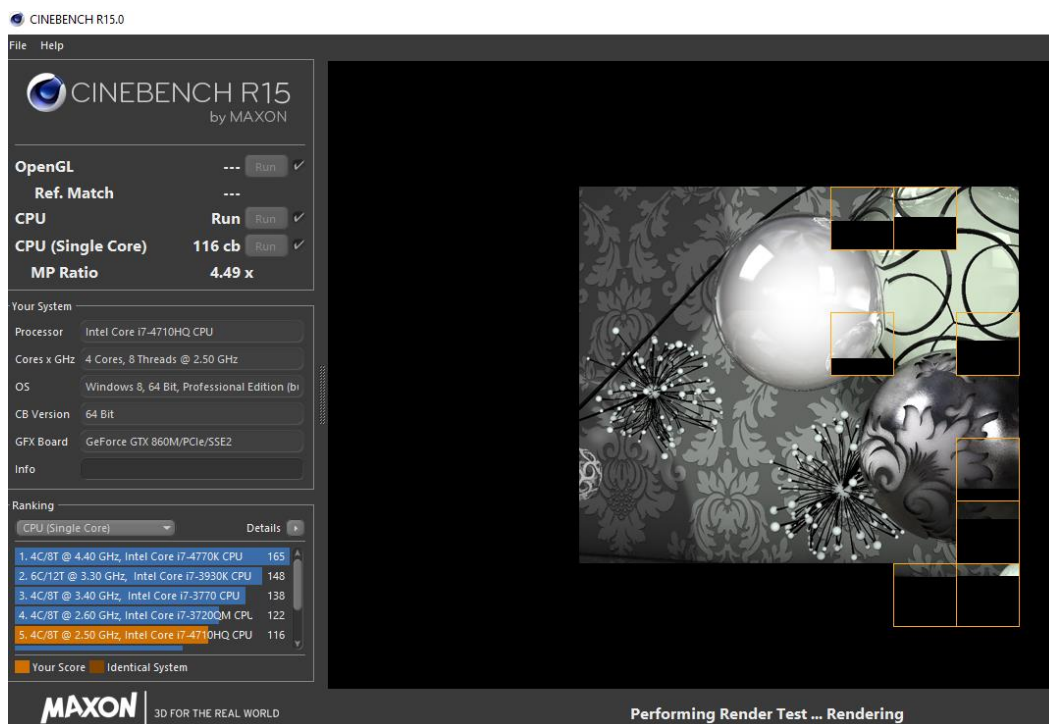 CINEBENCH R15.0
File Help
CINEBENCH R15
by MAXON
OpenGL --- Run
Ref. Match ---
CPU Run Run
CPU (Single Core) 116 cb Run
MP Ratio 4.49 x
Your System
Processor Intel Core i7-4710HQ CPU
Cores x GHz 4 Cores, 8 Threads @ 2.50 GHz
OS Windows 8, 64 Bit, Professional Edition (bu
CB Version 64 Bit
GFX Board GeForce GTX 860M/PCIe/SSE2
Info
Ranking
CPU (Single Core) Details
1. 4C/8T @ 4.40 GHz, Intel Core i7-4770K CPU 165
2. 6C/12T @ 3.30 GHz, Intel Core i7-3930K CPU 148
3. 4C/8T @ 3.40 GHz, Intel Core i7-3770 CPU 138
4. 4C/8T @ 2.60 GHz, Intel Core i7-3720QM CPU 122
5. 4C/8T @ 2.50 GHz, Intel Core i7-4710HQ CPU 116
Your Score Identical System
MAXON 3D FOR THE REAL WORLD
Performing Render Test ... Rendering